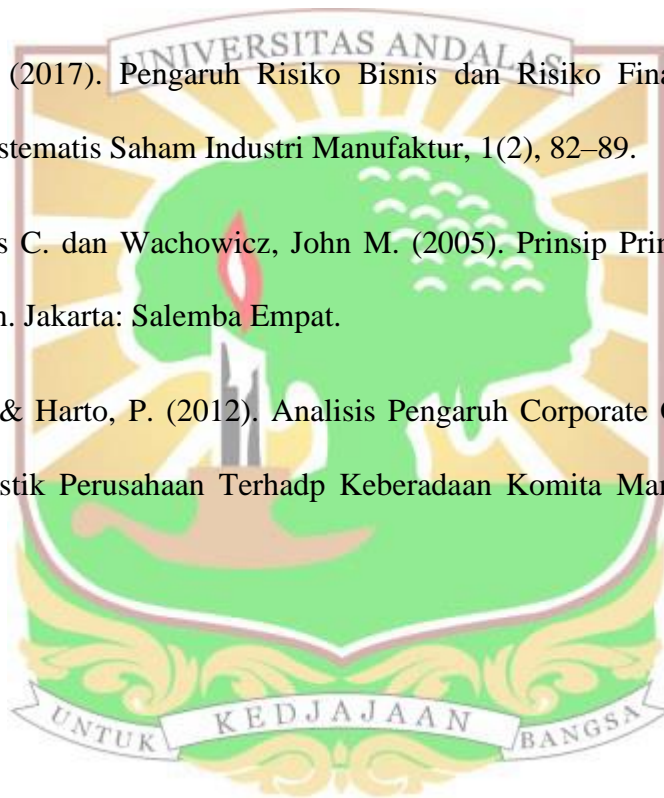 UNIVERSITAS ANDALAS
(2017). Pengaruh Risiko Bisnis dan Risiko Fina
stematis Saham Industri Manufaktur, 1(2), 82–89.
s C. dan Wachowicz, John M. (2005). Prinsip Prin
n. Jakarta: Salemba Empat.
& Harto, P. (2012). Analisis Pengaruh Corporate
stik Perusahaan Terhadp Keberadaan Komita Ma
UNTUK KEDJAJAAN BANGSA